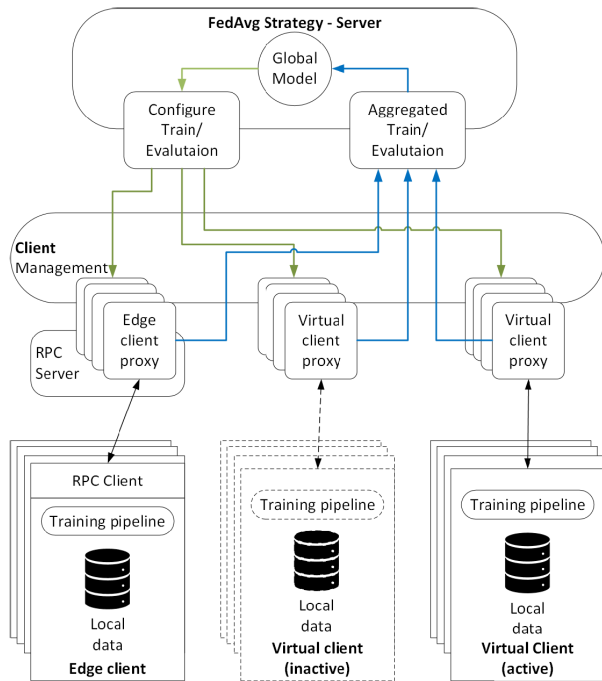 FedAvg Strategy - Server
Global
Model
Configure
Train/
Evalutaion
Aggregated
Train/
Evalutaion
Client
Management
Edge
client
proxy
Virtual
client
proxy
Virtual
client
proxy
RPC
Server
RPC Client
Training pipeline
Local
data
Edge client
Training pipeline
Local
data
Virtual client
(inactive)
Training pipeline
Local
data
Virtual Client
(active)